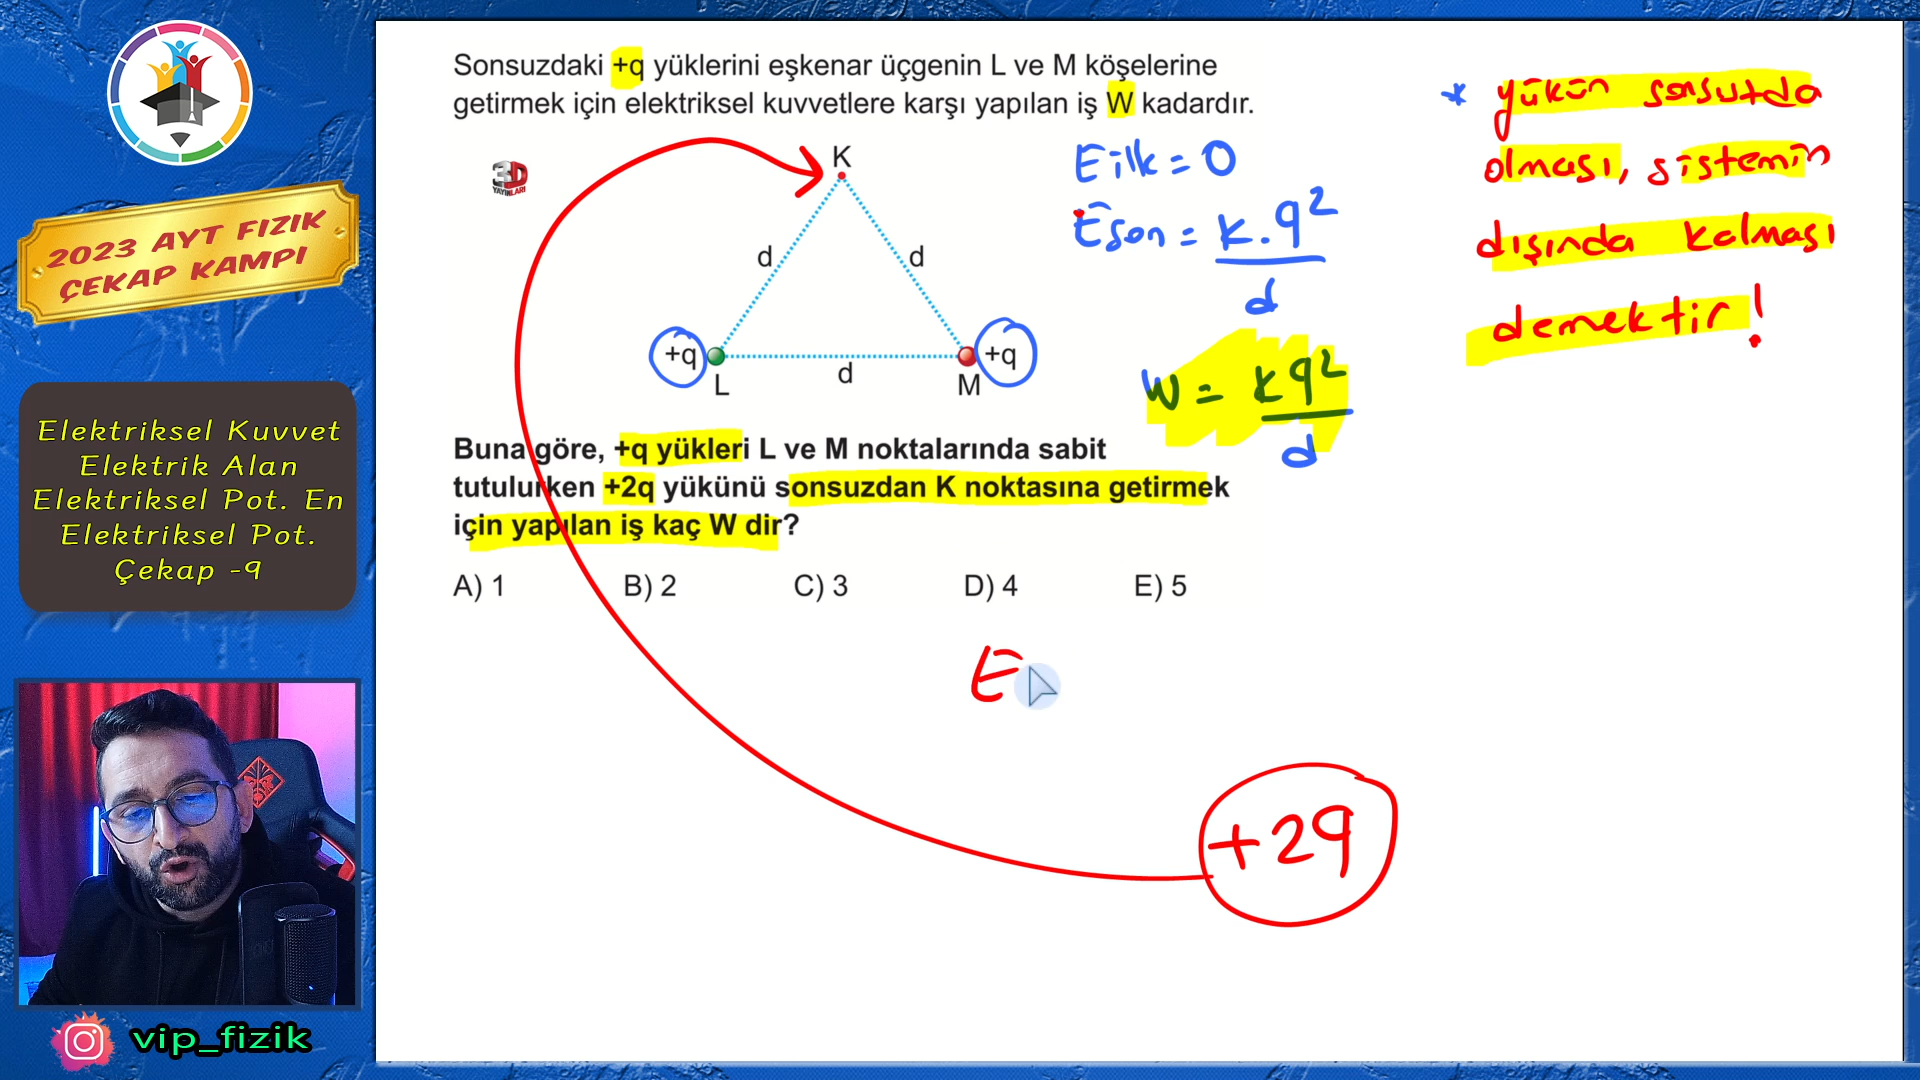 2023 AYT FIZIK
ÇEKAP KAMPI
Elektriksel Kuvvet
Elektrik Alan
Elektriksel Pot. En
Elektriksel Pot.
Çekap -9
vip_fizik
Sonsuzdaki +q yüklerini eşkenar üçgenin L ve M köşelerine
getirmek için elektriksel kuvvetlere karşı yapılan iş W kadardır.
3D
YAYINLARI
K
d
d
+q
+q
L
d
M
Buna göre, +q yükleri L ve M noktalarında sabit
tutulurken +2q yükünü sonsuzdan K noktasına getirmek
için yapılan iş kaç W dir?
A) 1 B) 2 C) 3 D) 4 E) 5
Eilk = 0
Eson = k.q²
d
W = kq²
d
* yükün sonsuzda
olması, sistemin
dışında kalması
demektir!
E
+2q